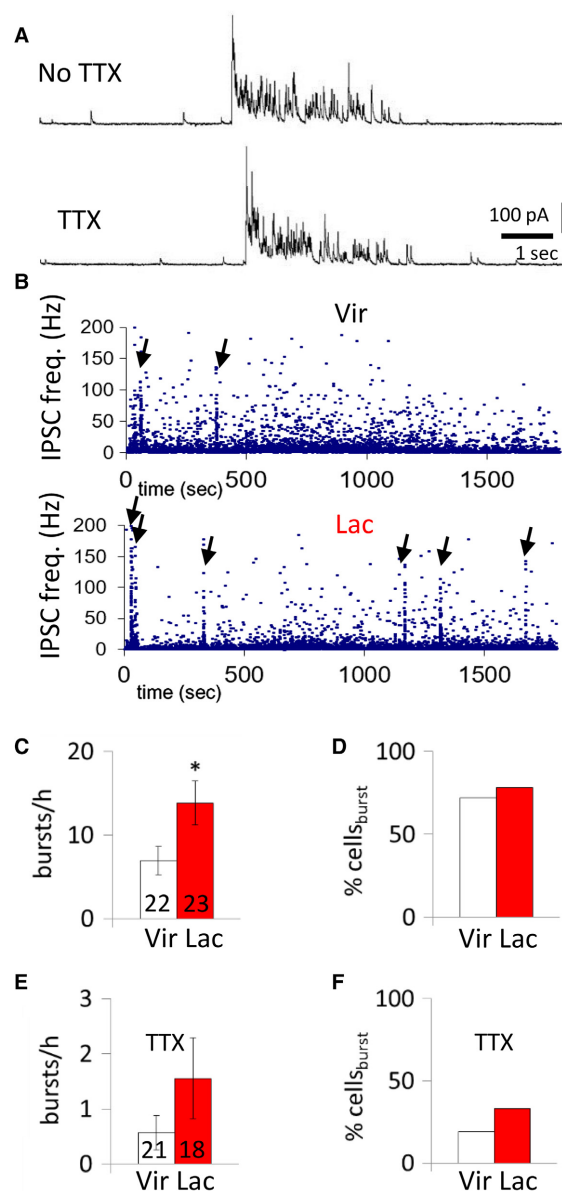 A
No TTX
TTX
100 pA
1 sec
B
Vir
IPSC freq. (Hz)
200
150
100
50
0
0 500 1000 1500
time (sec)
Lac
IPSC freq. (Hz)
200
150
100
50
0
0 500 1000 1500
time (sec)
C
bursts/h
20
10
0
*
22 23
Vir Lac
D
% cells burst
100
50
0
Vir Lac
E
bursts/h
3
2
1
0
TTX
21 18
Vir Lac
F
% cells burst
100
50
0
TTX
Vir Lac